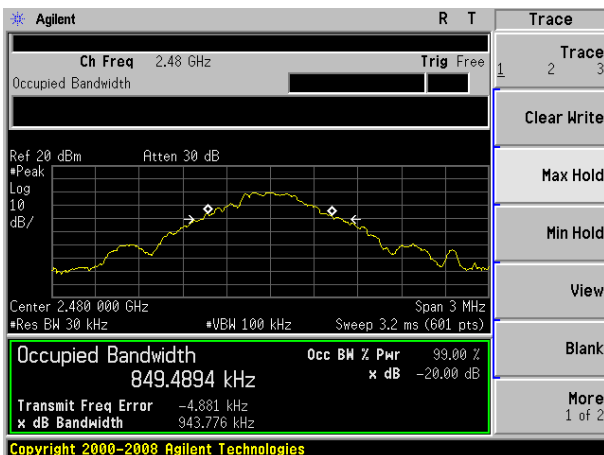 Agilent R T Trace
Ch Freq 2.48 GHz Trig Free
Occupied Bandwidth
Trace
1 2 3
Clear Write
Max Hold
Min Hold
View
Blank
More
1 of 2
Ref 20 dBm Atten 30 dB
#Peak
Log
10
dB/
Center 2.480 000 GHz Span 3 MHz
#Res BW 30 kHz #VBW 100 kHz Sweep 3.2 ms (601 pts)
Occupied Bandwidth Occ BW % Pwr 99.00 %
849.4894 kHz x dB -20.00 dB
Transmit Freq Error -4.881 kHz
x dB Bandwidth 943.776 kHz
Copyright 2000-2008 Agilent Technologies